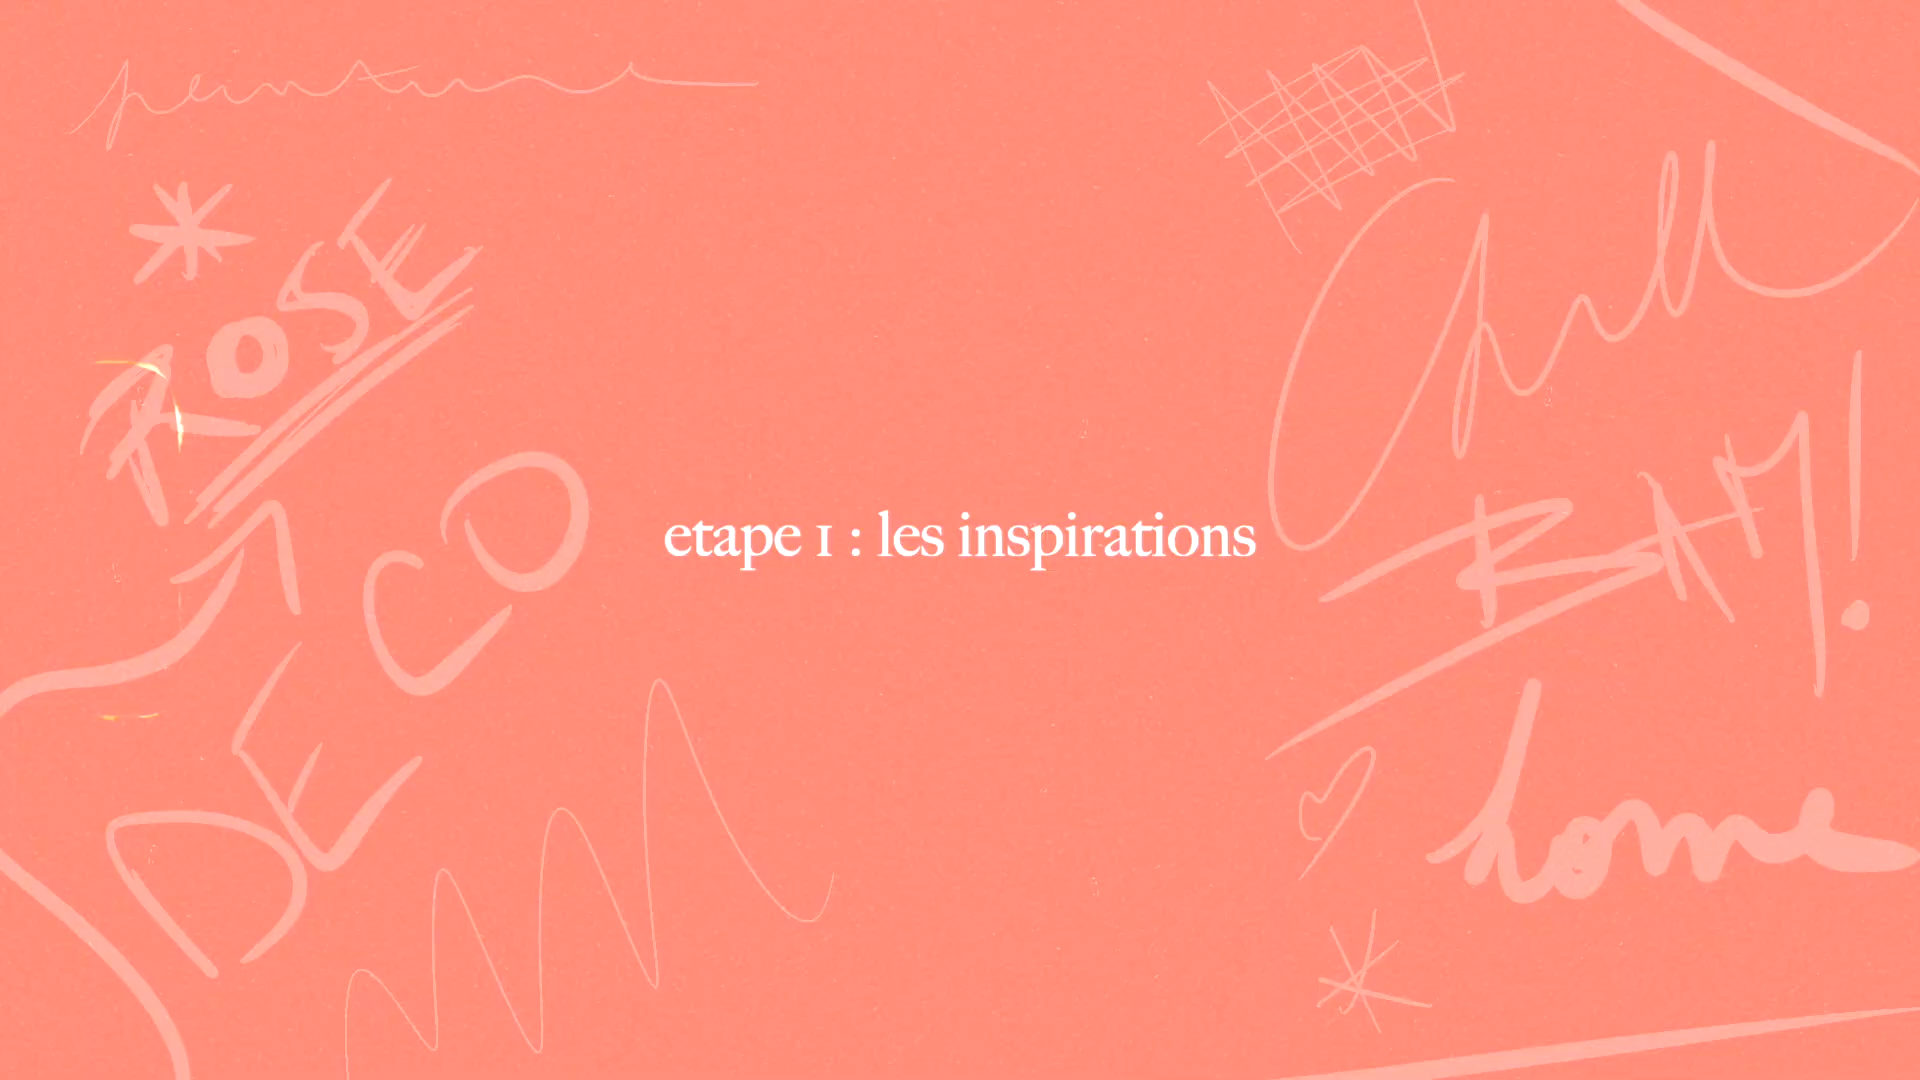 peinture
ROSE
DECO
etape 1 : les inspirations
Chill
BAM!
home